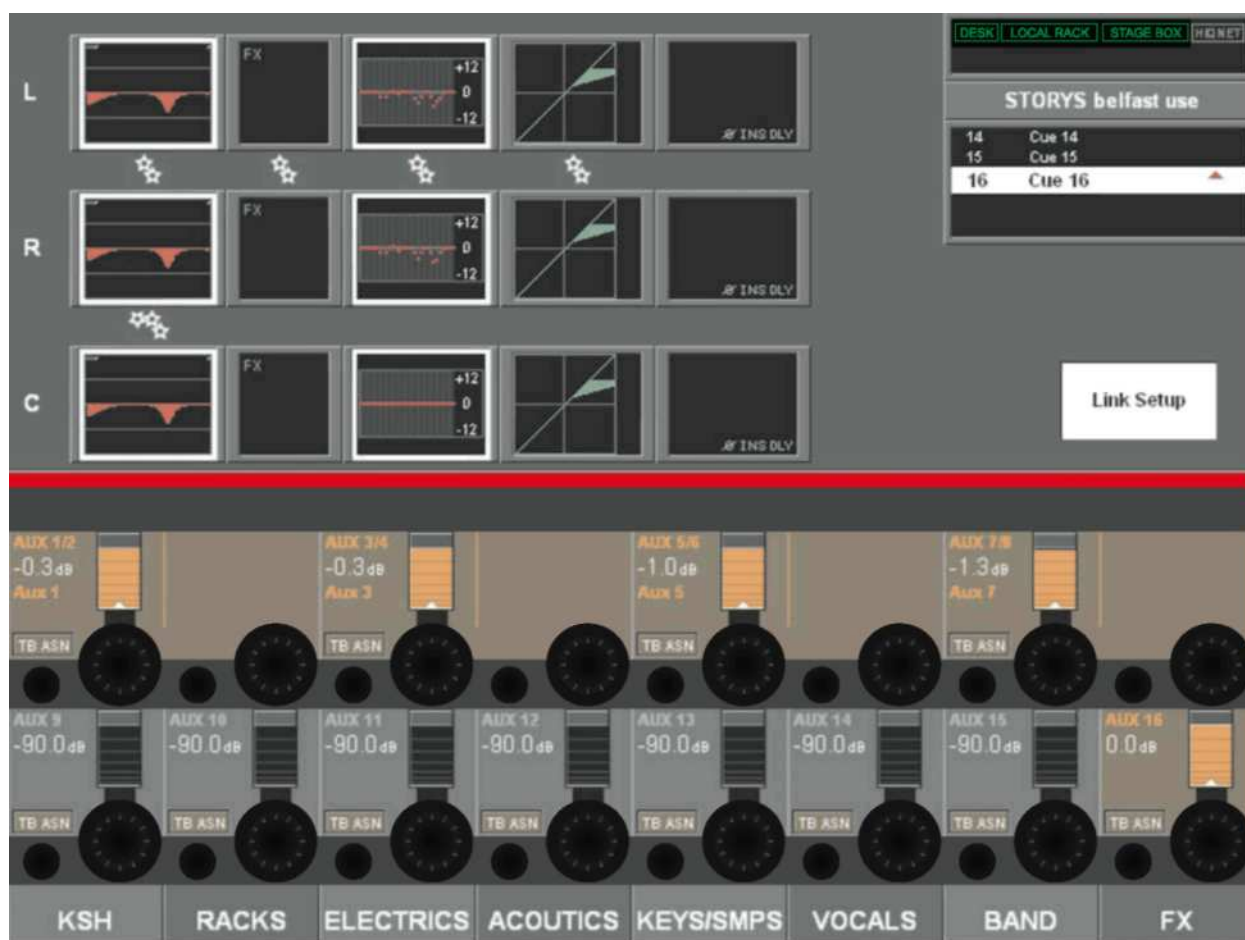 DESK LOCAL RACK STAGE BOX HIQNET
STORYS belfast use
14 Cue 14
15 Cue 15
16 Cue 16
L
FX
+12
0
-12
Ø INS DLY
R
FX
+12
0
-12
Ø INS DLY
C
FX
+12
0
-12
Ø INS DLY
Link Setup
AUX 1/2 AUX 3/4 AUX 5/6 AUX 7/8
-0.3dB -0.3dB -1.0dB -1.3dB
Aux 1 Aux 3 Aux 5 Aux 7
TB ASN TB ASN TB ASN TB ASN
AUX 9 AUX 10 AUX 11 AUX 12 AUX 13 AUX 14 AUX 15 AUX 16
-90.0dB -90.0dB -90.0dB -90.0dB -90.0dB -90.0dB -90.0dB 0.0dB
TB ASN TB ASN TB ASN TB ASN TB ASN TB ASN TB ASN TB ASN
KSH RACKS ELECTRICS ACOUTICS KEYS/SMPS VOCALS BAND FX